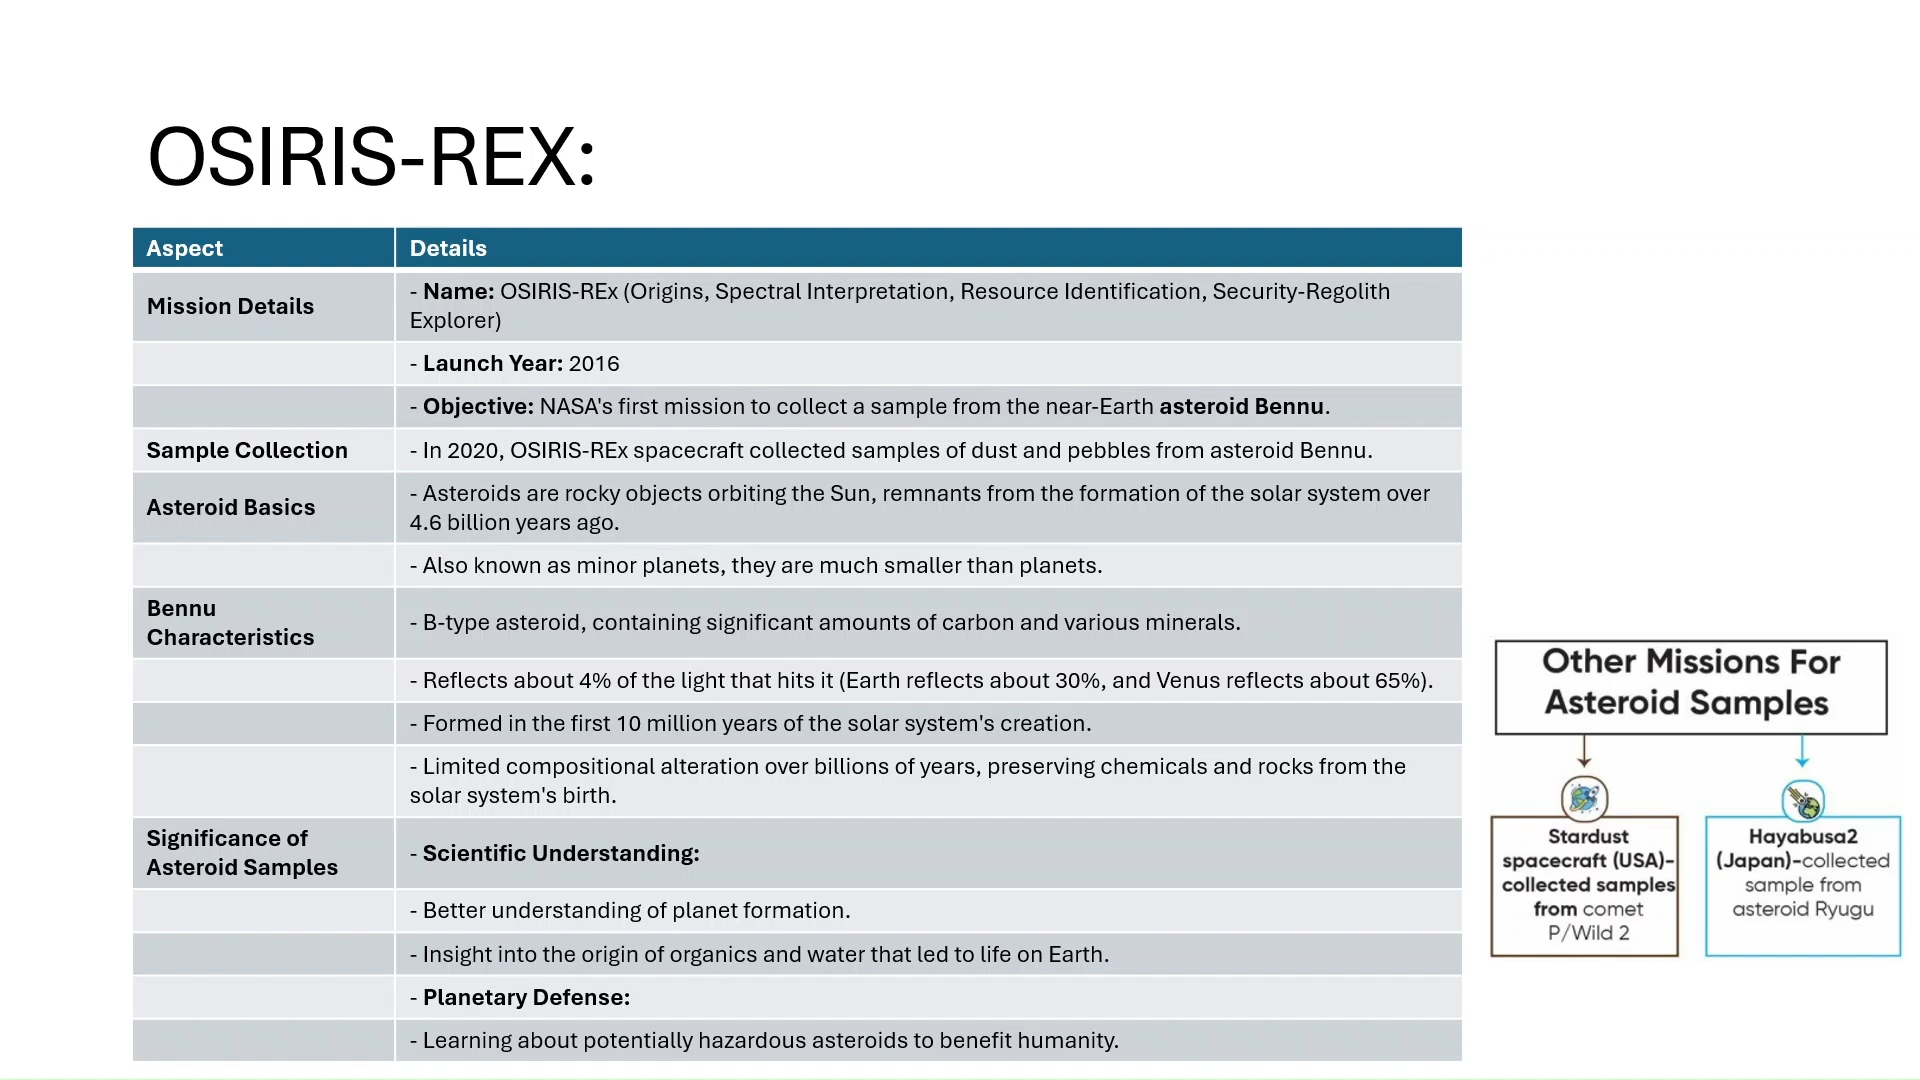 OSIRIS-REX:
Aspect
Details
Mission Details
- Name: OSIRIS-REx (Origins, Spectral Interpretation, Resource Identification, Security-Regolith
Explorer)
- Launch Year: 2016
- Objective: NASA's first mission to collect a sample from the near-Earth asteroid Bennu.
Sample Collection
- In 2020, OSIRIS-REx spacecraft collected samples of dust and pebbles from asteroid Bennu.
Asteroid Basics
- Asteroids are rocky objects orbiting the Sun, remnants from the formation of the solar system over
4.6 billion years ago.
- Also known as minor planets, they are much smaller than planets.
Bennu
Characteristics
- B-type asteroid, containing significant amounts of carbon and various minerals.
- Reflects about 4% of the light that hits it (Earth reflects about 30%, and Venus reflects about 65%).
- Formed in the first 10 million years of the solar system's creation.
- Limited compositional alteration over billions of years, preserving chemicals and rocks from the
solar system's birth.
Significance of
Asteroid Samples
- Scientific Understanding:
- Better understanding of planet formation.
- Insight into the origin of organics and water that led to life on Earth.
- Planetary Defense:
- Learning about potentially hazardous asteroids to benefit humanity.
Other Missions For
Asteroid Samples
Stardust
spacecraft (USA)-
collected samples
from comet
P/Wild 2
Hayabusa2
(Japan)-collected
sample from
asteroid Ryugu